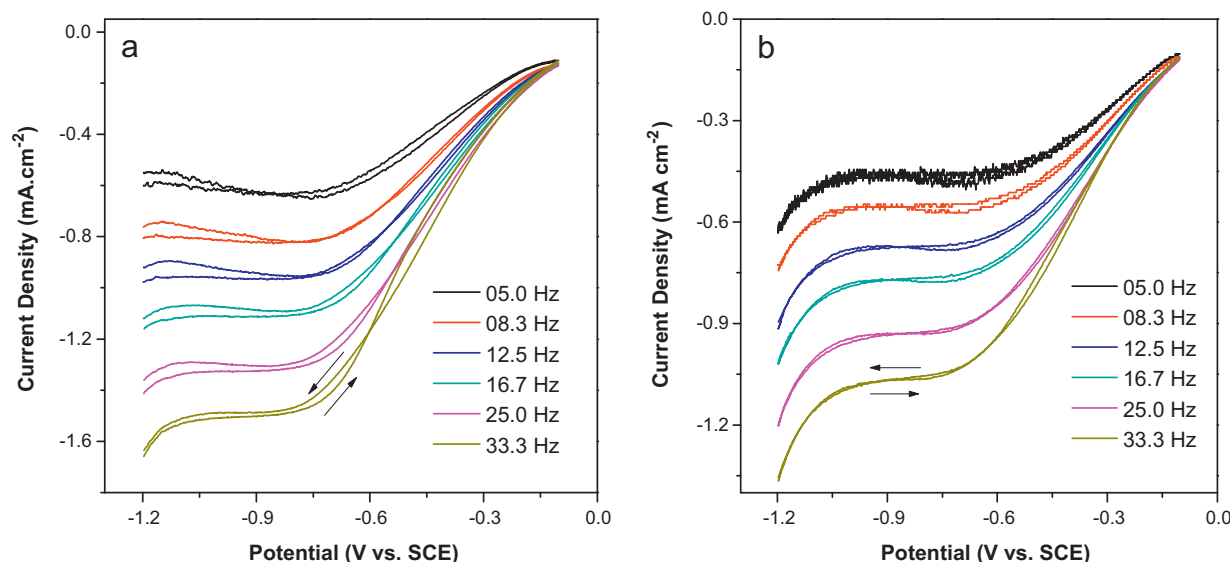 a
0.0
-0.4
-0.8
-1.2
-1.6
Current Density (mA.cm-2)
05.0 Hz
08.3 Hz
12.5 Hz
16.7 Hz
25.0 Hz
33.3 Hz
-1.2 -0.9 -0.6 -0.3 0.0
Potential (V vs. SCE)
b
0.0
-0.3
-0.6
-0.9
-1.2
Current Density (mA cm-2)
05.0 Hz
08.3 Hz
12.5 Hz
16.7 Hz
25.0 Hz
33.3 Hz
-1.2 -0.9 -0.6 -0.3 0.0
Potential (V vs. SCE)